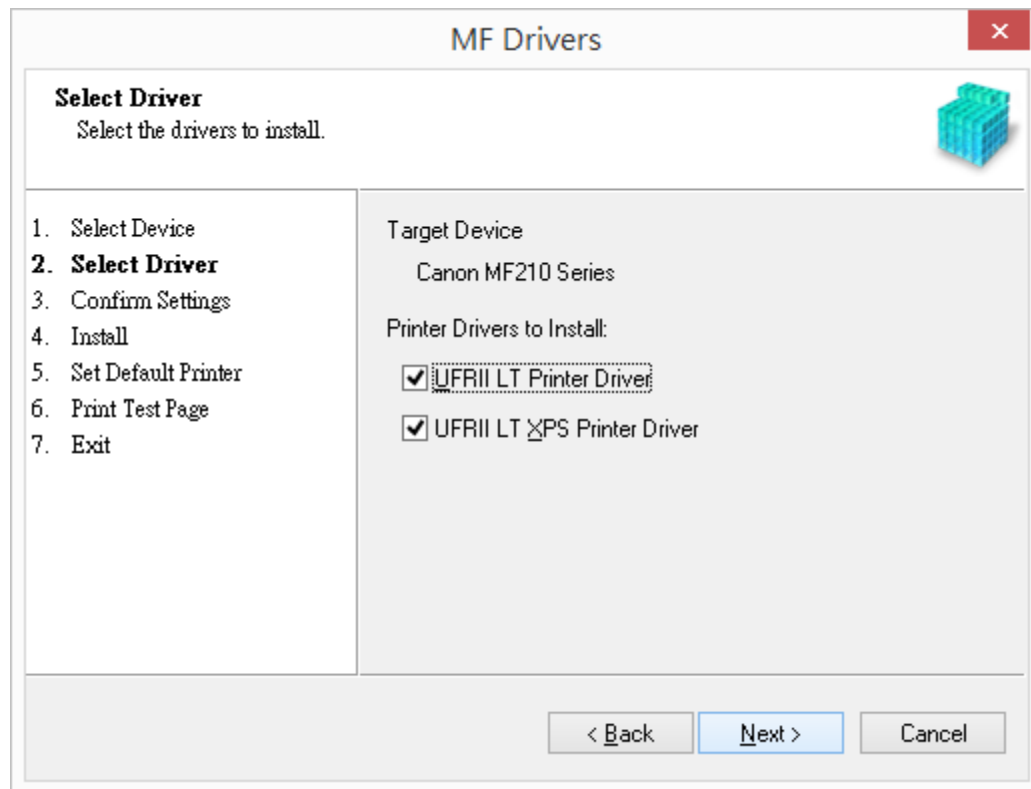 MF Drivers
Select Driver
Select the drivers to install.
1. Select Device
2. Select Driver
3. Confirm Settings
4. Install
5. Set Default Printer
6. Print Test Page
7. Exit
Target Device
Canon MF210 Series
Printer Drivers to Install:
UFRII LT Printer Driver
UFRII LT XPS Printer Driver
< Back
Next >
Cancel